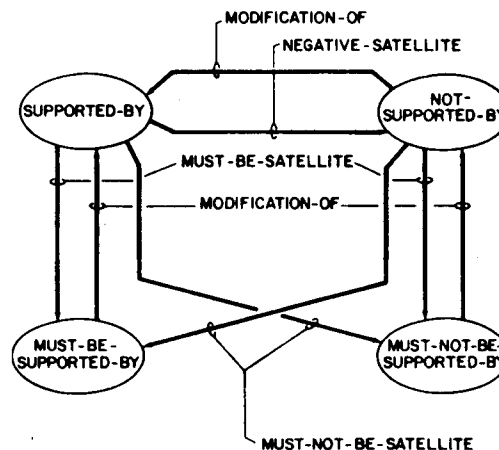 MODIFICATION-OF
NEGATIVE-SATELLITE
SUPPORTED-BY
NOT-
SUPPORTED-BY
MUST-BE-SATELLITE
MODIFICATION-OF
MUST-BE-
SUPPORTED-BY
MUST-NOT-BE-
SUPPORTED-BY
MUST-NOT-BE-SATELLITE